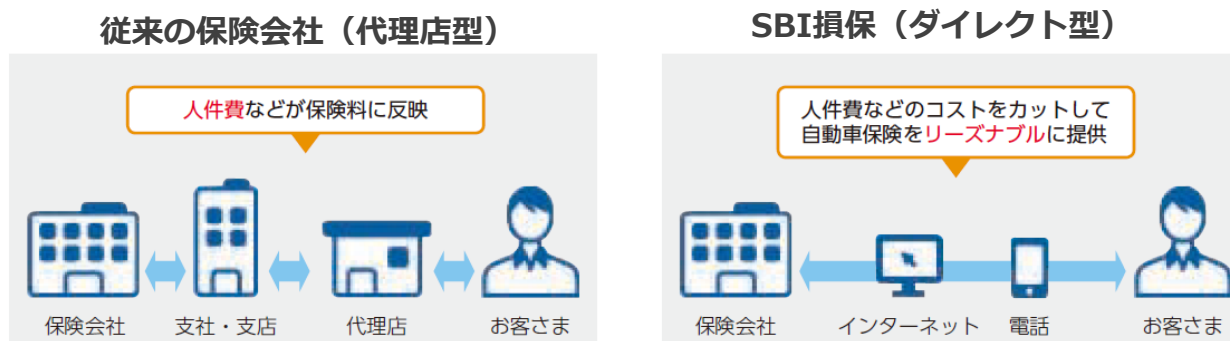 従来の保険会社（代理店型）
人件費などが保険料に反映
保険会社
支社・支店
代理店
お客さま
SBI損保（ダイレクト型）
人件費などのコストをカットして
自動車保険をリーズナブルに提供
保険会社
インターネット
電話
お客さま